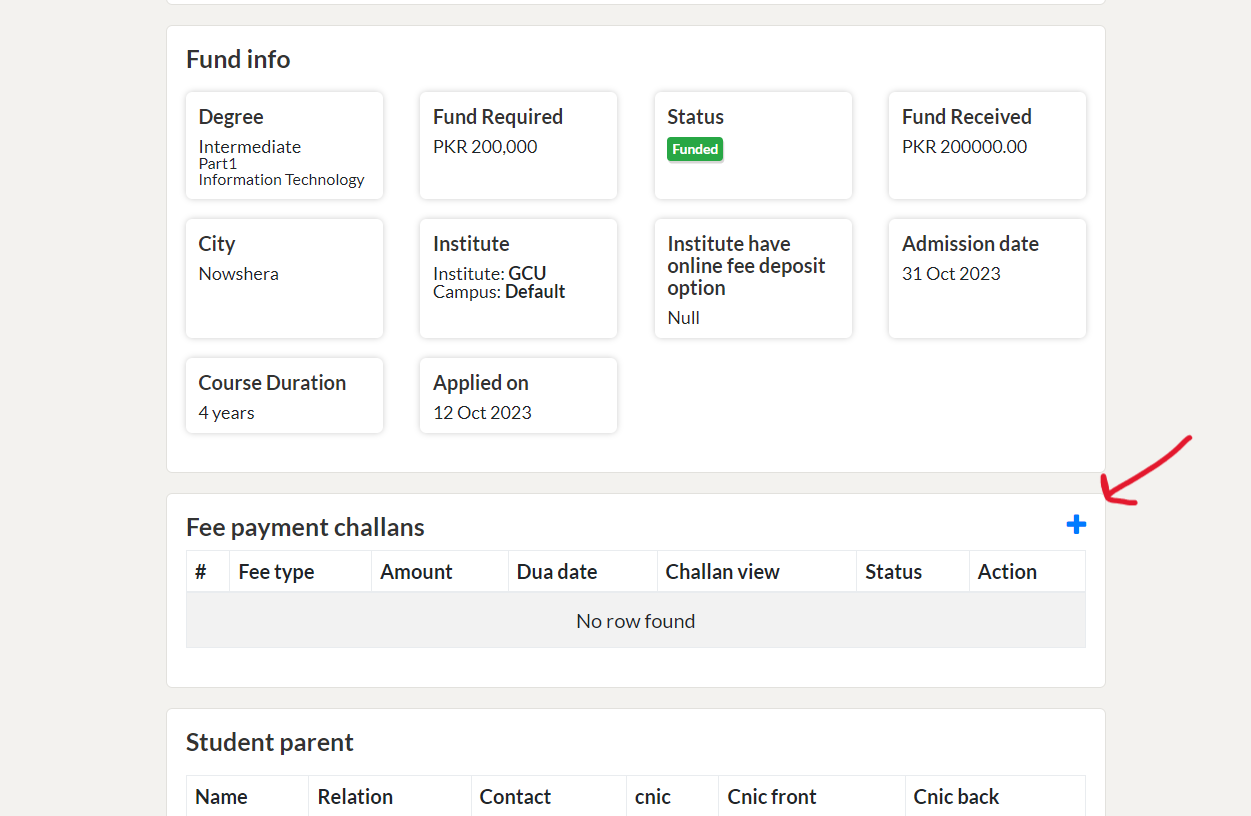 Fund info
Degree
Intermediate
Part1
Information Technology
Fund Required
PKR 200,000
Status
Funded
Fund Received
PKR 200000.00
City
Nowshera
Institute
Institute: GCU
Campus: Default
Institute have
online fee deposit
option
Null
Admission date
31 Oct 2023
Course Duration
4 years
Applied on
12 Oct 2023
Fee payment challans
# Fee type Amount Dua date Challan view Status Action
No row found
Student parent
Name Relation Contact cnic Cnic front Cnic back